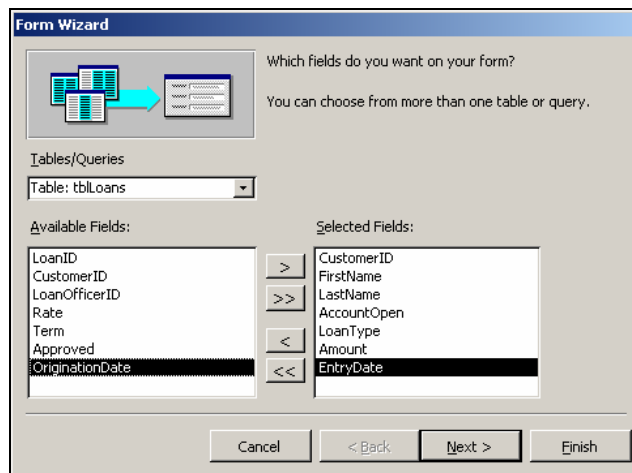 Form Wizard
Which fields do you want on your form?
You can choose from more than one table or query.
Tables/Queries
Table: tblLoans
Available Fields:
LoanID
CustomerID
LoanOfficerID
Rate
Term
Approved
OriginationDate
>
>>
<
<<
Selected Fields:
CustomerID
FirstName
LastName
AccountOpen
LoanType
Amount
EntryDate
Cancel
< Back
Next >
Finish